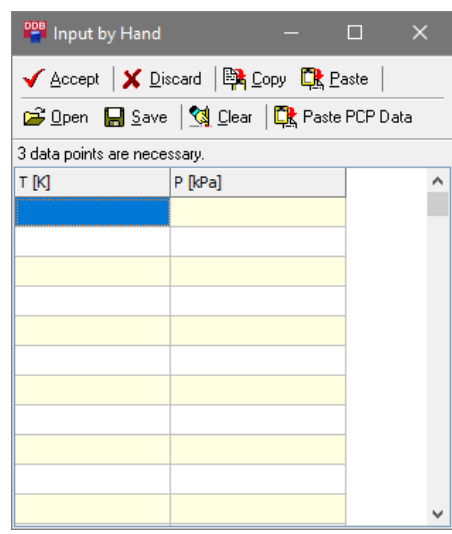 DDB Input by Hand
Accept Discard Copy Paste
Open Save Clear Paste PCP Data
3 data points are necessary.
T [K] P [kPa]